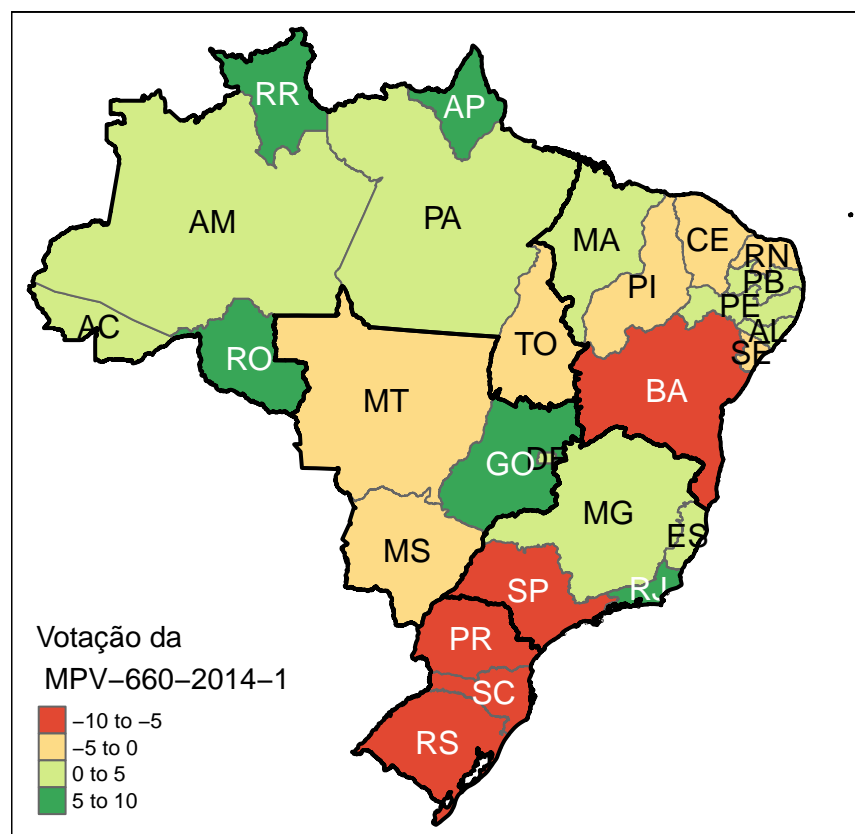 RR
AP
AM
PA
MA
CE
RN
PB
PI
PE
AC
AL
TO
SE
RO
BA
MT
GO
DF
MG
ES
MS
SP
RJ
PR
SC
RS
Votação da
MPV−660−2014−1
−10 to −5
−5 to 0
0 to 5
5 to 10